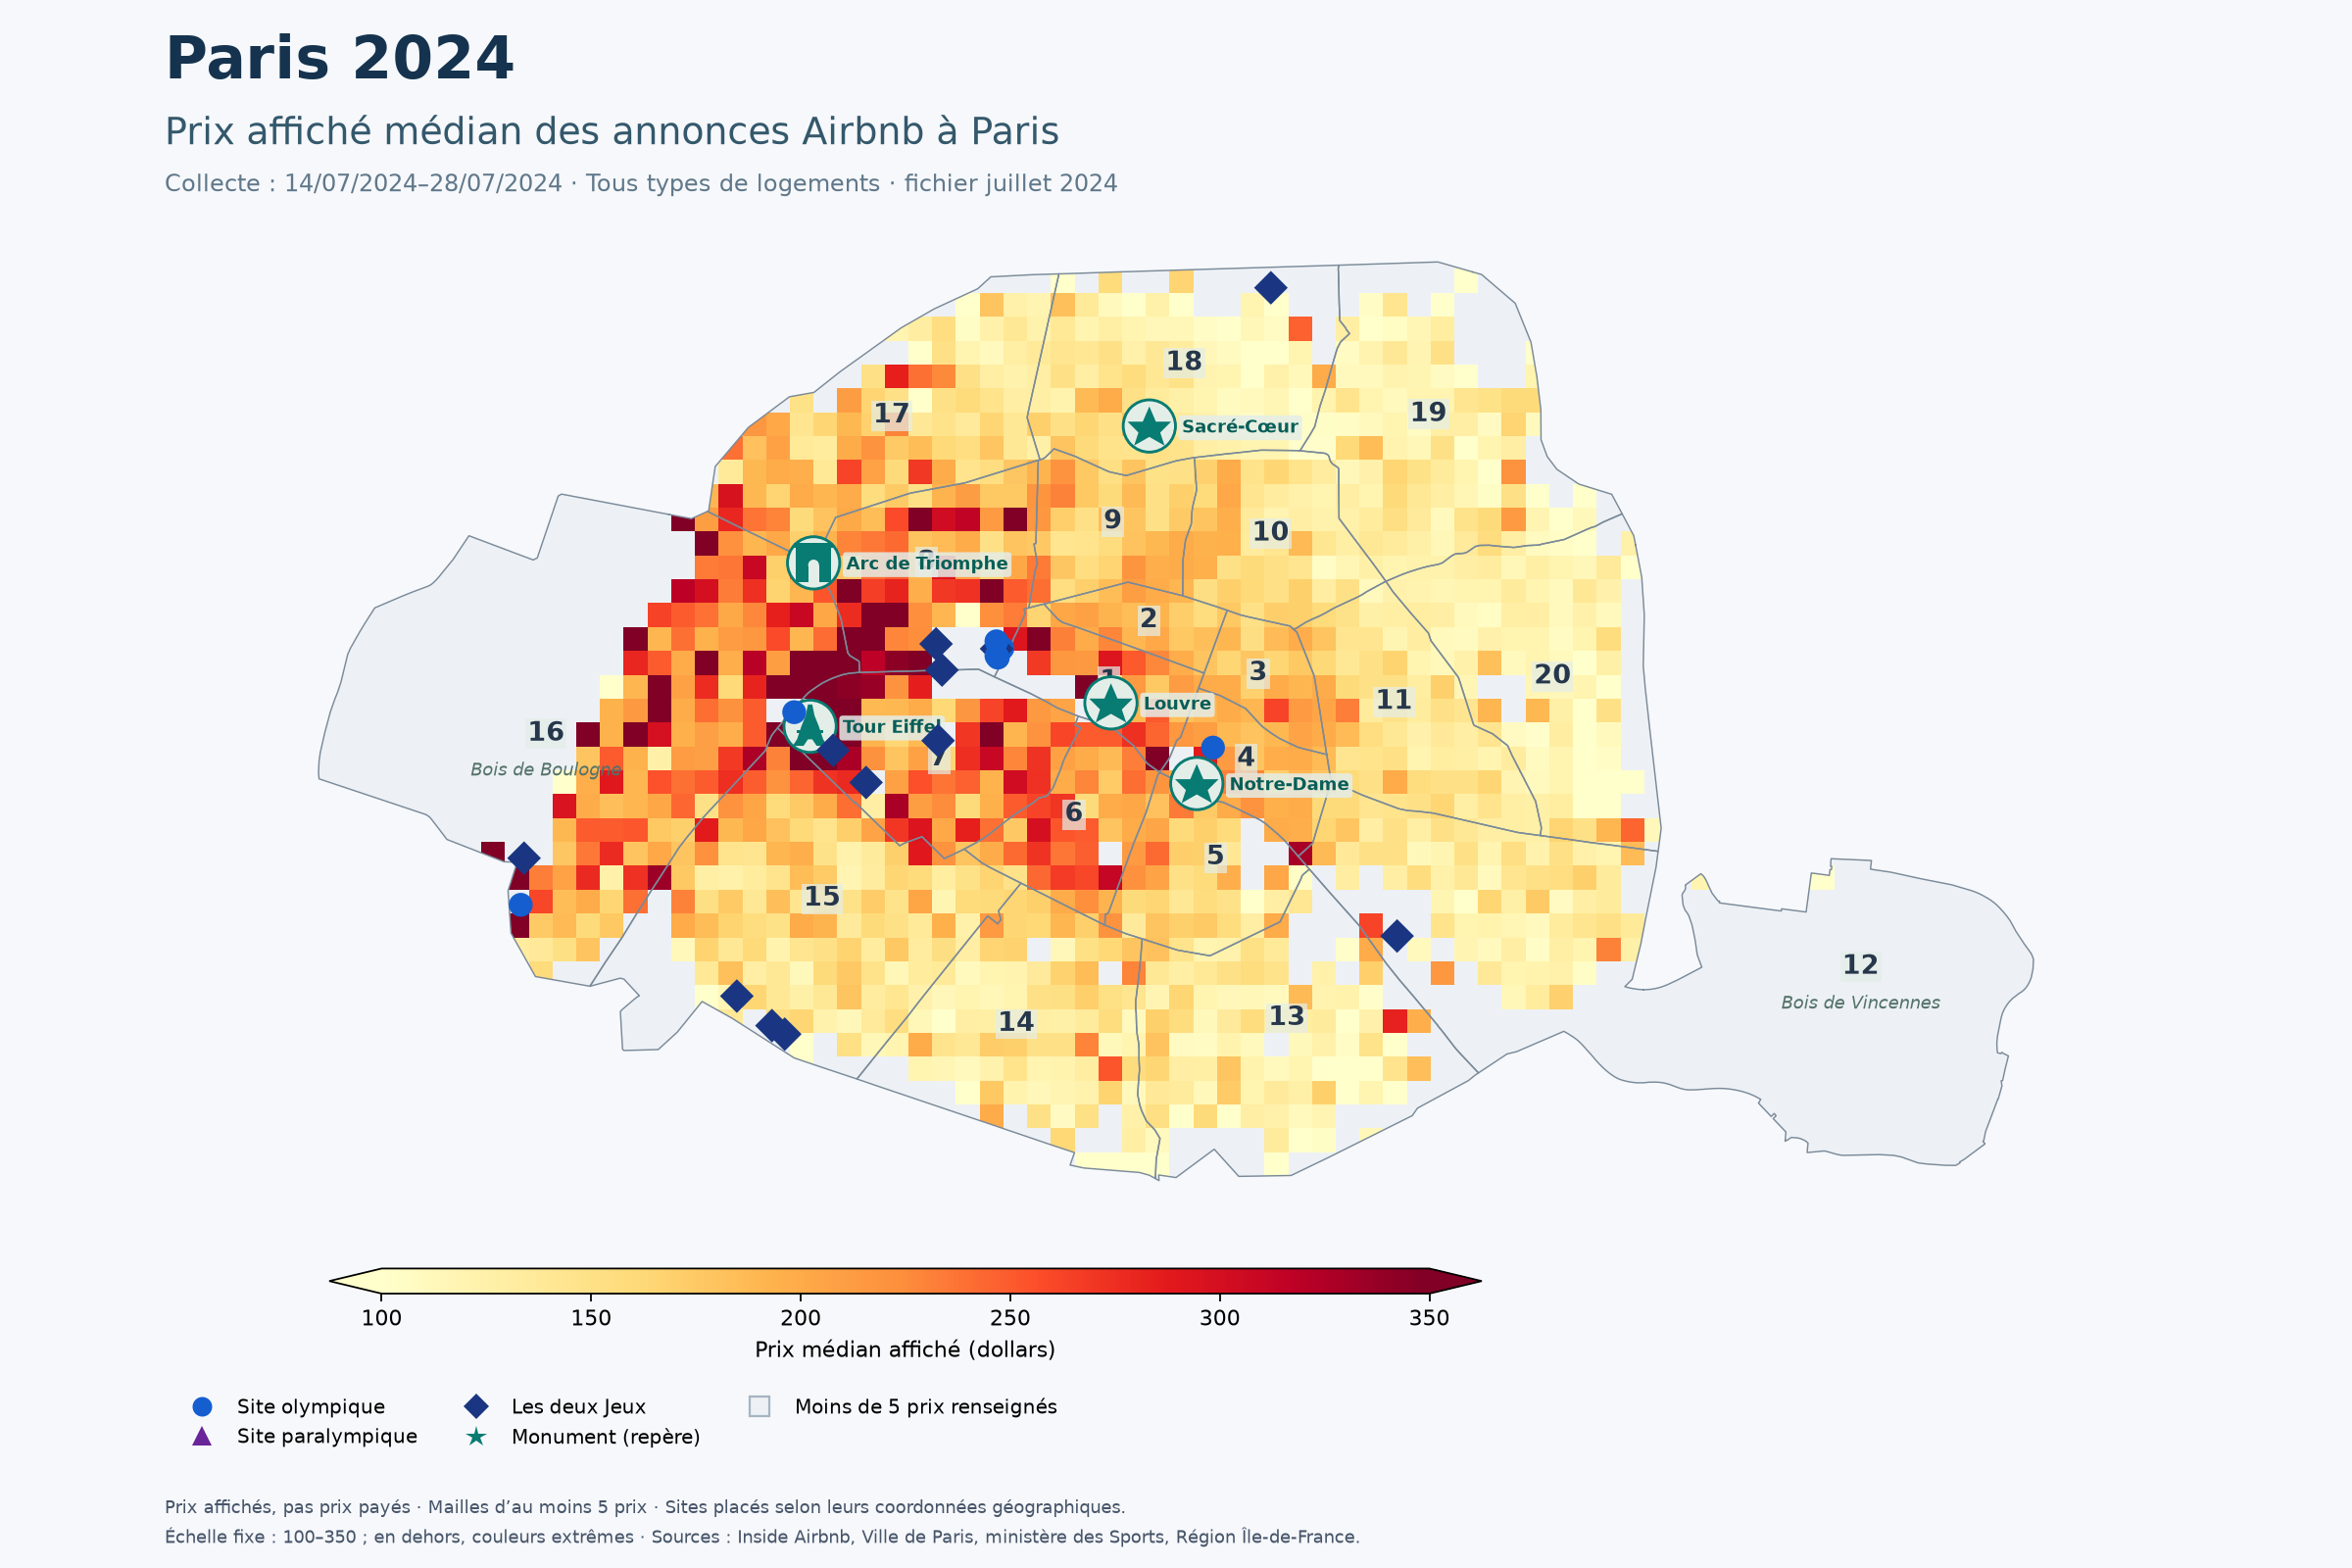 Paris 2024
Prix affiché médian des annonces Airbnb à Paris
Collecte : 14/07/2024–28/07/2024 · Tous types de logements · fichier juillet 2024
18
17
19
Sacré-Cœur
9
10
Arc de Triomphe
2
3
20
1
11
Louvre
16
Tour Eiffel
7
4
Bois de Boulogne
Notre-Dame
6
5
15
12
Bois de Vincennes
14
13
100 150 200 250 300 350
Prix médian affiché (dollars)
Site olympique
Les deux Jeux
Moins de 5 prix renseignés
Site paralympique
Monument (repère)
Prix affichés, pas prix payés · Mailles d’au moins 5 prix · Sites placés selon leurs coordonnées géographiques.
Échelle fixe : 100–350 ; en dehors, couleurs extrêmes · Sources : Inside Airbnb, Ville de Paris, ministère des Sports, Région Île-de-France.